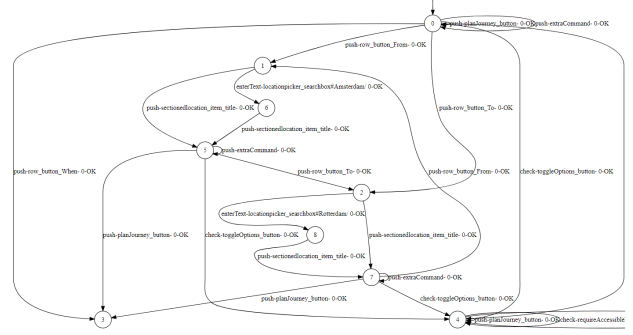 0
push-planJourney_button- 0-OK
push-extraCommand- 0-OK
push-row_button_From- 0-OK
1
enterText-locationpicker_searchbox#Amsterdam/- 0-OK
push-sectionedlocation_item_title- 0-OK
6
push-row_button_To- 0-OK
push-sectionedlocation_item_title- 0-OK
5
push-extraCommand- 0-OK
push-row_button_When- 0-OK
push-row_button_To- 0-OK
push-row_button_From- 0-OK
check-toggleOptions_button- 0-OK
2
enterText-locationpicker_searchbox#Rotterdam/- 0-OK
push-planJourney_button- 0-OK
check-toggleOptions_button- 0-OK
8
push-sectionedlocation_item_title- 0-OK
push-sectionedlocation_item_title- 0-OK
7
push-extraCommand- 0-OK
push-planJourney_button- 0-OK
check-toggleOptions_button- 0-OK
3
4
push-planJourney_button- 0-OK
check-requireAccessible